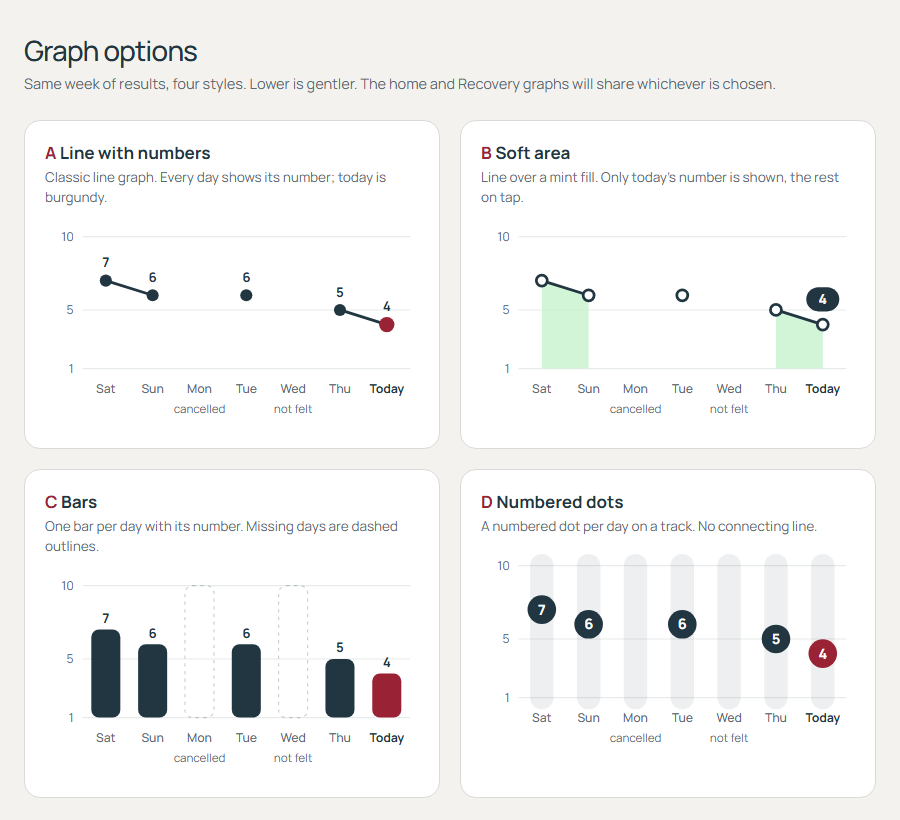 Graph options
Same week of results, four styles. Lower is gentler. The home and Recovery graphs will share whichever is chosen.
A Line with numbers
Classic line graph. Every day shows its number; today is
burgundy.
10
7
6
6
5
5
4
1
Sat Sun Mon Tue Wed Thu Today
cancelled not felt
B Soft area
Line over a mint fill. Only today's number is shown, the rest
on tap.
10
4
5
1
Sat Sun Mon Tue Wed Thu Today
cancelled not felt
C Bars
One bar per day with its number. Missing days are dashed
outlines.
10
7
6
6
5
5
4
1
Sat Sun Mon Tue Wed Thu Today
cancelled not felt
D Numbered dots
A numbered dot per day on a track. No connecting line.
10
7
6
6
5
5
4
1
Sat Sun Mon Tue Wed Thu Today
cancelled not felt